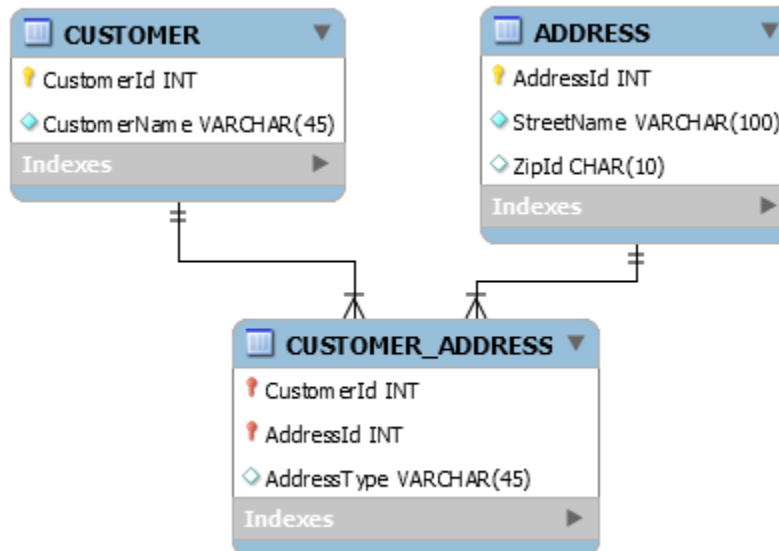 CUSTOMER
CustomerId INT
CustomerName VARCHAR(45)
Indexes
ADDRESS
AddressId INT
StreetName VARCHAR(100)
ZipId CHAR(10)
Indexes
CUSTOMER_ADDRESS
CustomerId INT
AddressId INT
AddressType VARCHAR(45)
Indexes